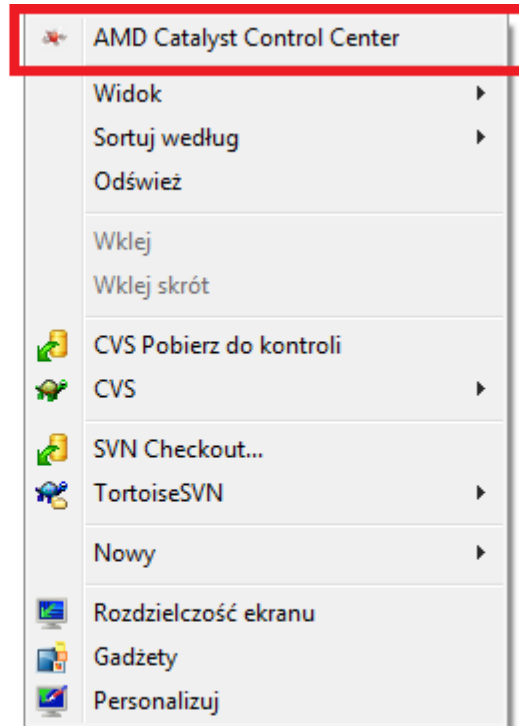 AMD Catalyst Control Center
Widok
Sortuj według
Odśwież
Wklej
Wklej skrót
CVS Pobierz do kontroli
CVS
SVN Checkout...
TortoiseSVN
Nowy
Rozdzielczość ekranu
Gadżety
Personalizuj